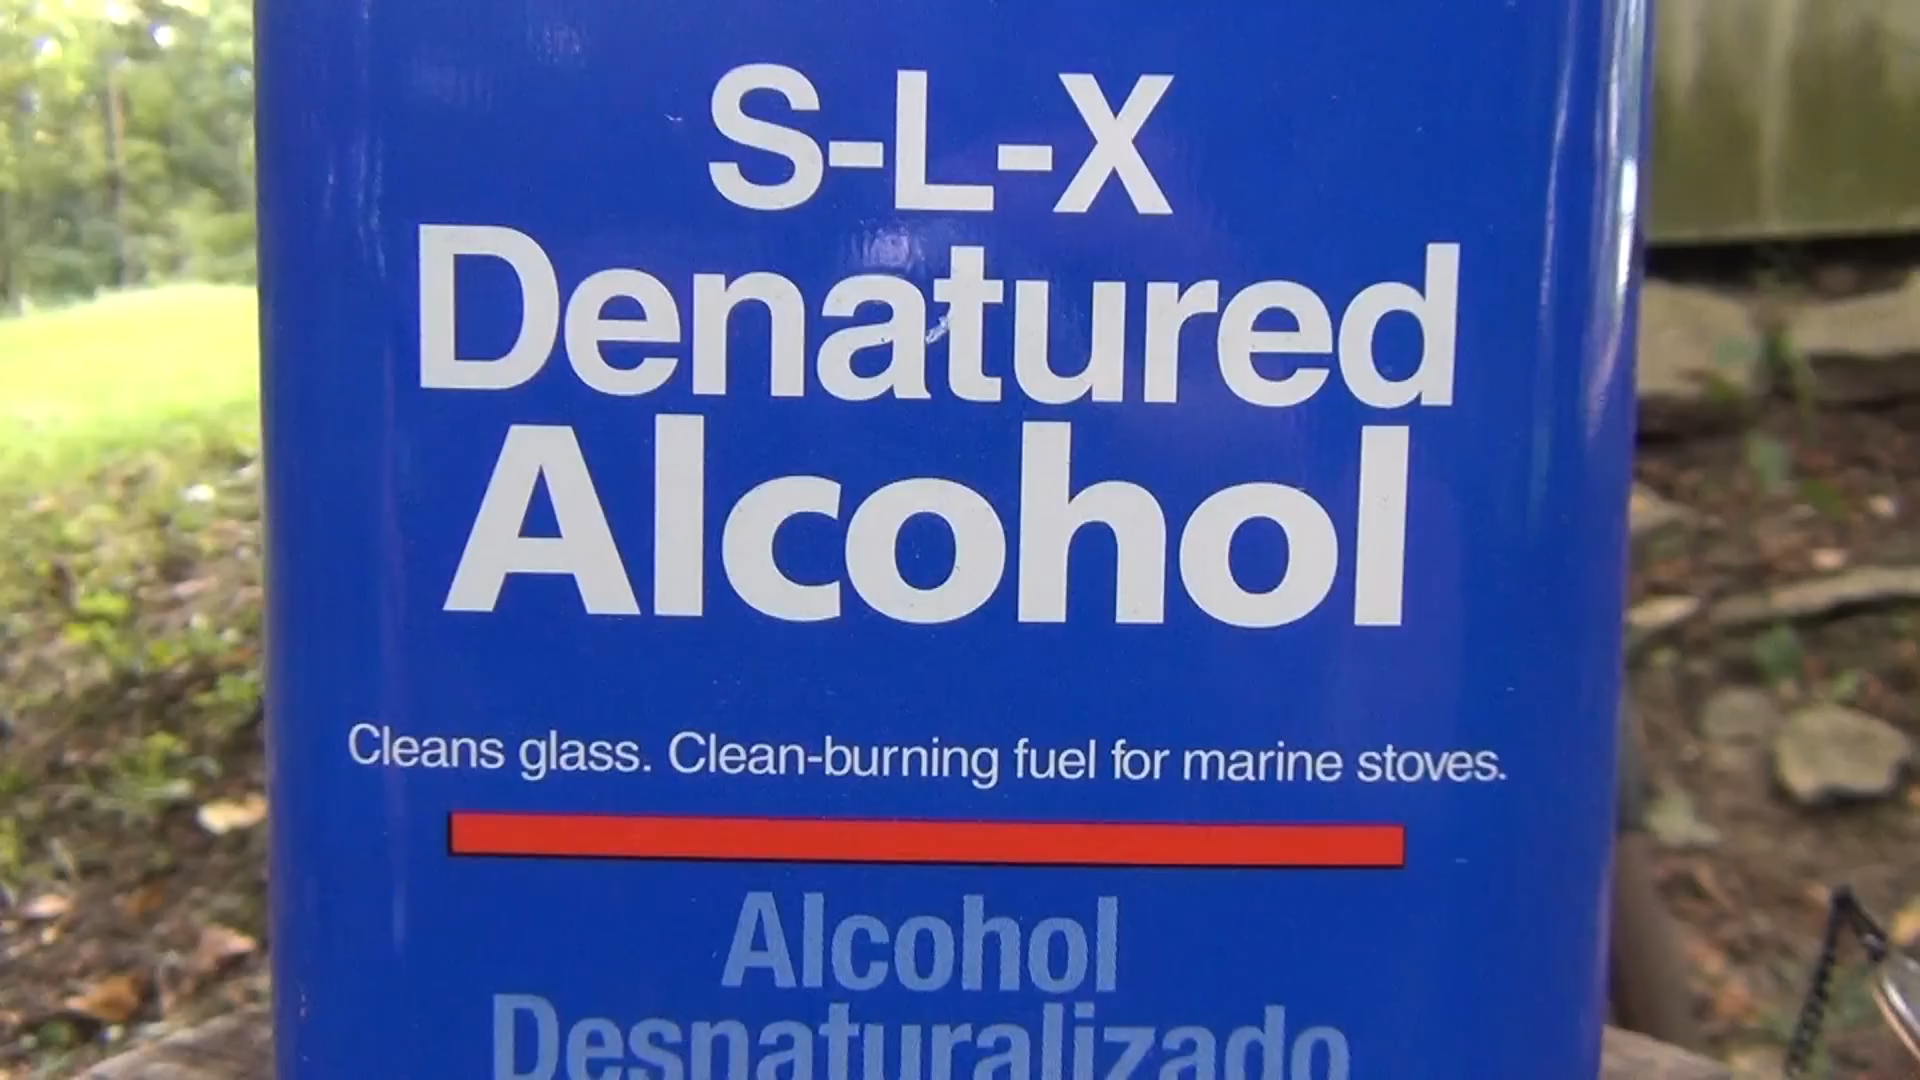 S-L-X
Denatured
Alcohol
Cleans glass. Clean-burning fuel for marine stoves.
Alcohol
Desnaturalizado